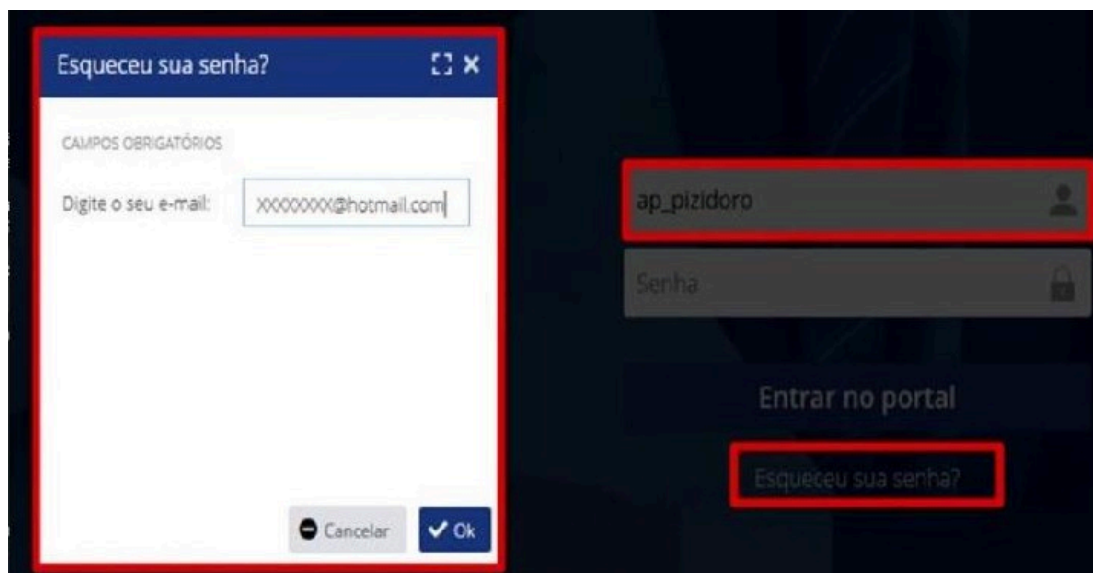 Esqueceu sua senha?
CAMPOS OBRIGATÓRIOS
Digite o seu e-mail: XXXXXXXX@hotmail.com
Cancelar Ok
ap_pizidoro
Senha
Entrar no portal
Esqueceu sua senha?